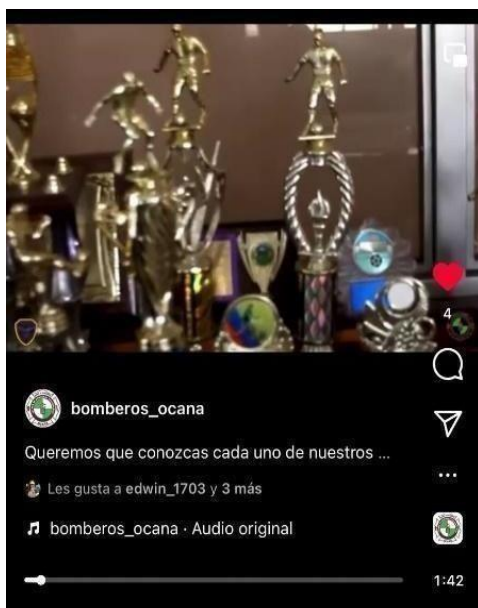 4
bomberos_ocana
Queremos que conozcas cada uno de nuestros ...
Les gusta a edwin_1703 y 3 más
bomberos_ocana · Audio original
1:42